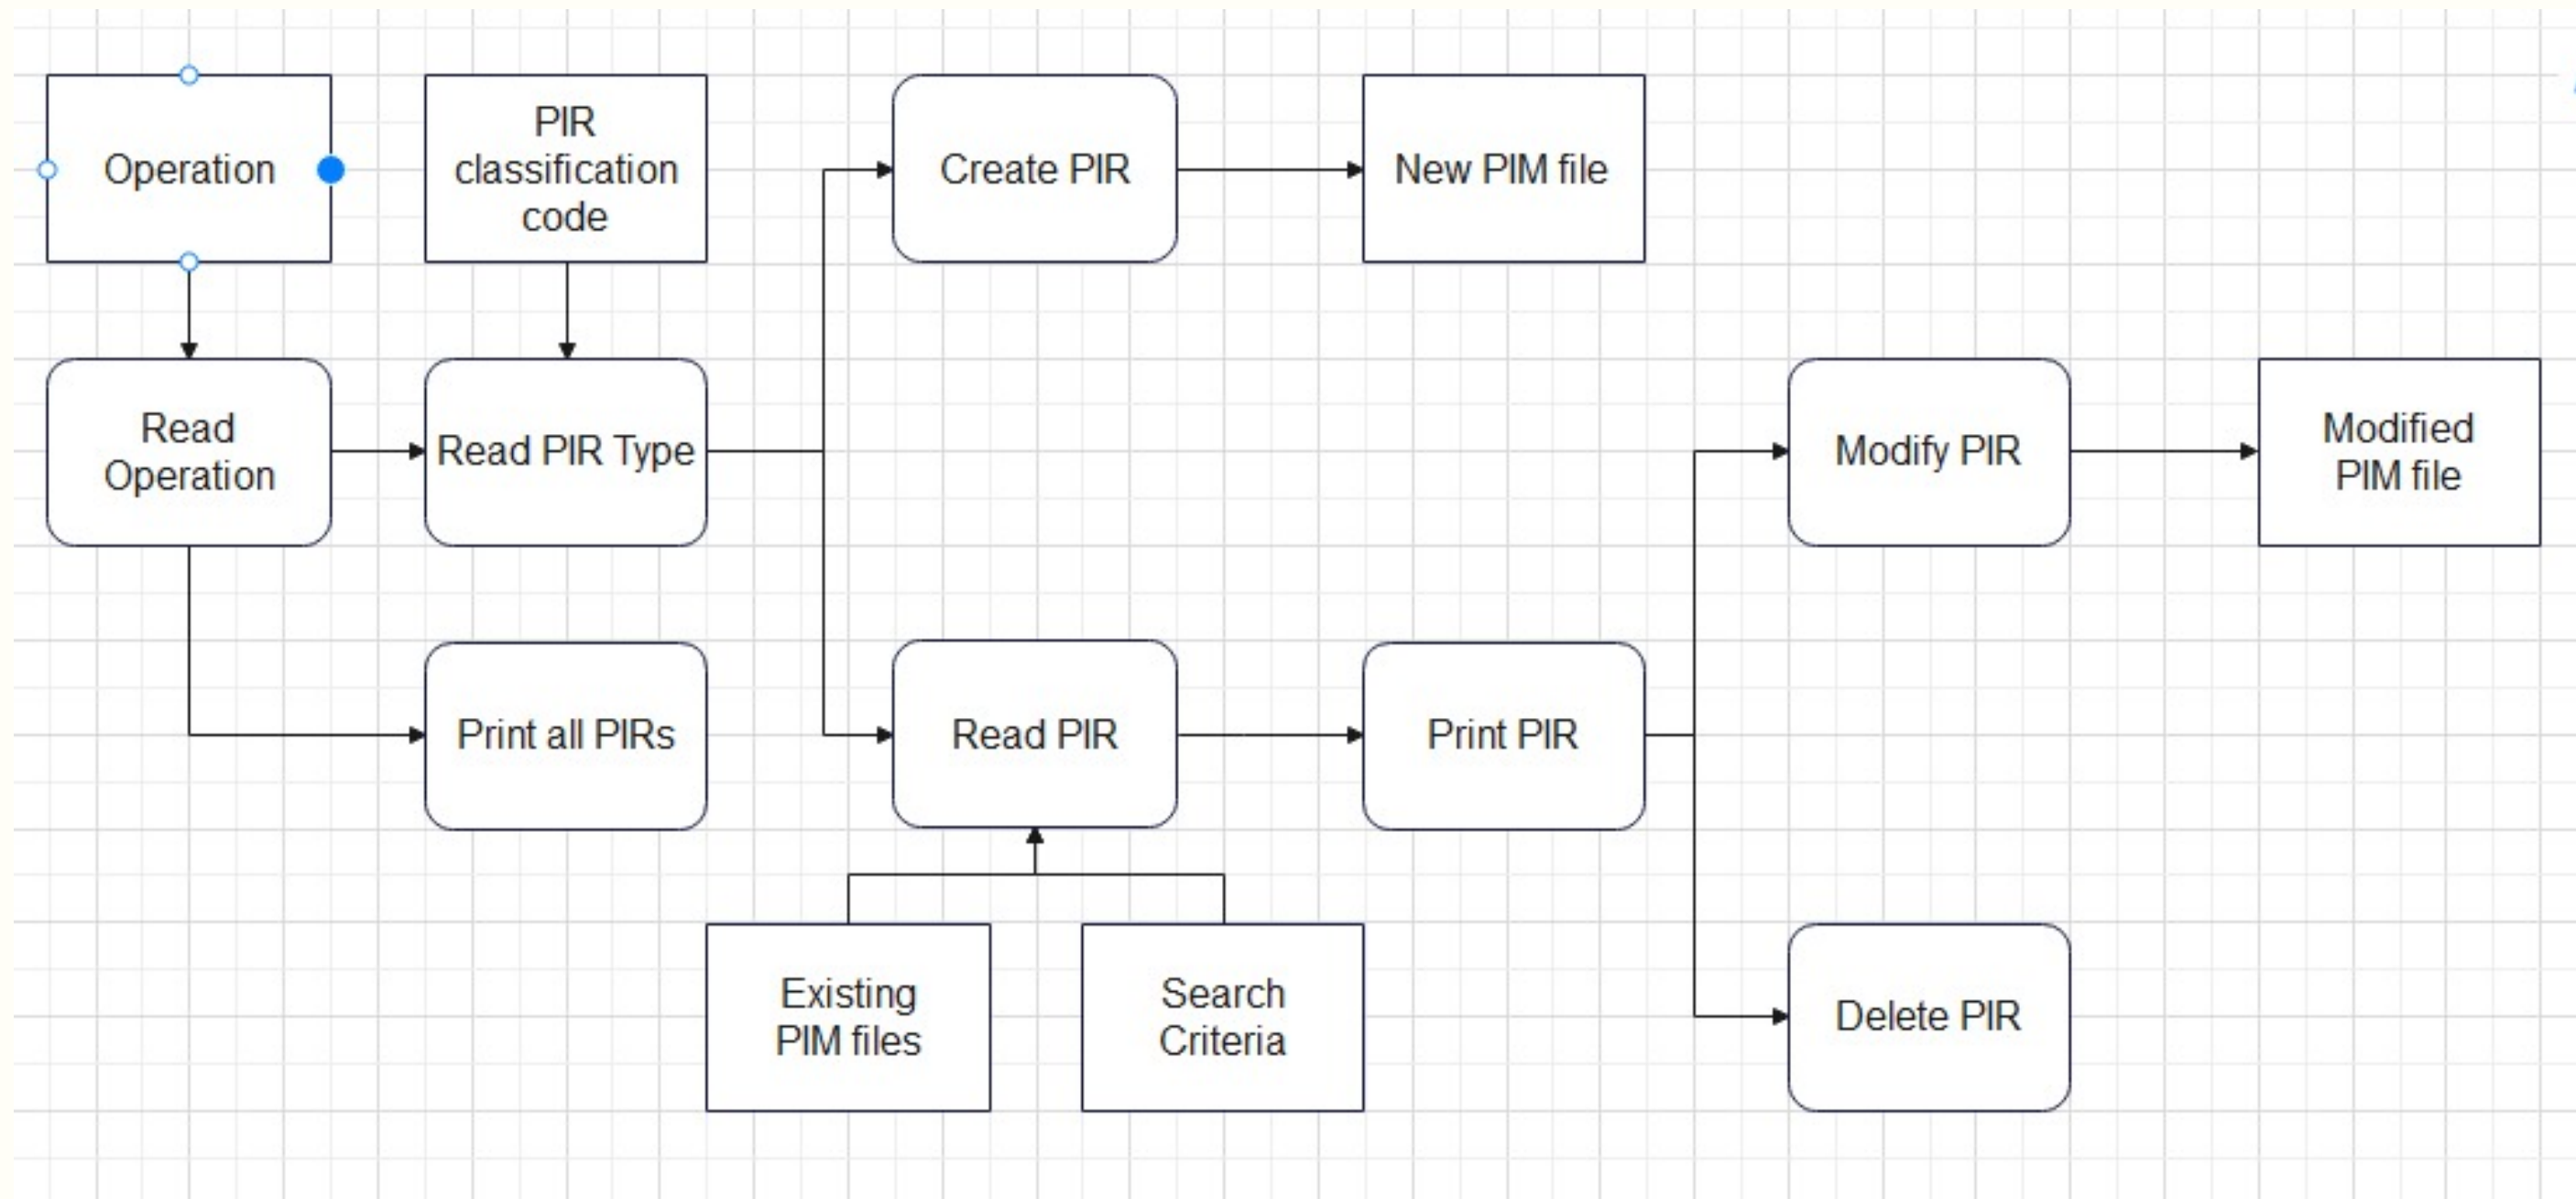 Operation
PIR
classification
code
Create PIR
New PIM file
Read
Operation
Read PIR Type
Modify PIR
Modified
PIM file
Print all PIRs
Read PIR
Print PIR
Existing
PIM files
Search
Criteria
Delete PIR